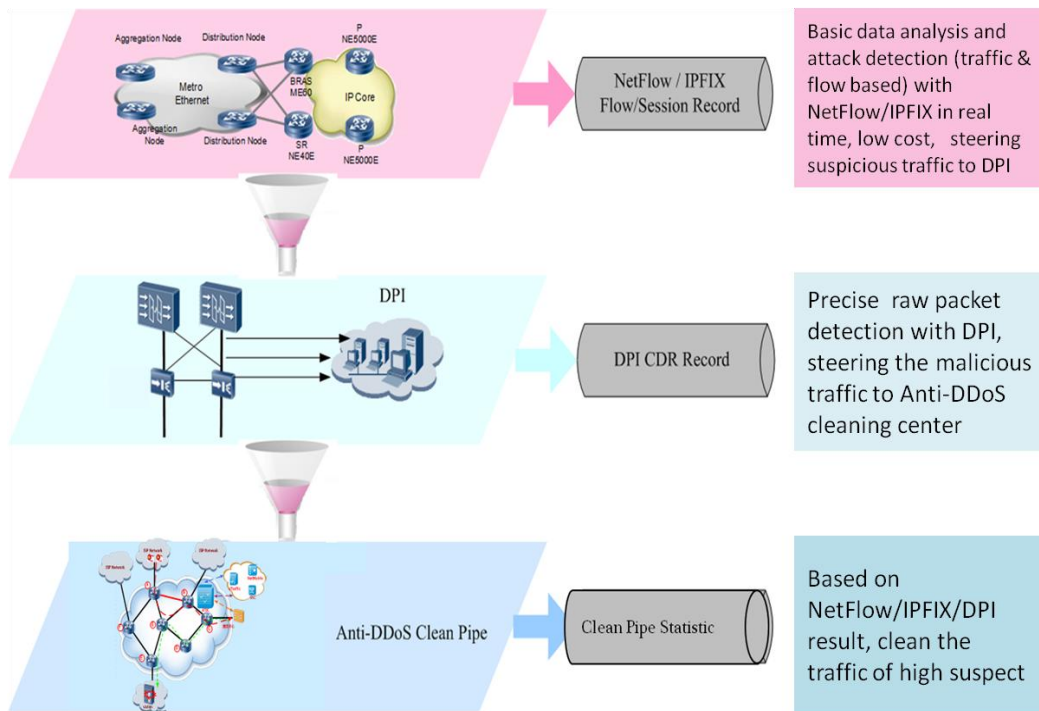 Aggregation Node
Distribution Node
P
NE5000E
Metro
Ethernet
BRAS
ME60
IP Core
Aggregation
Node
Distribution Node
SR
NE40E
P
NE5000E
NetFlow / IPFIX
Flow/Session Record
Basic data analysis and
attack detection (traffic &
flow based) with
NetFlow/IPFIX in real
time, low cost, steering
suspicious traffic to DPI
DPI
DPI CDR Record
Precise raw packet
detection with DPI,
steering the malicious
traffic to Anti-DDoS
cleaning center
Anti-DDoS Clean Pipe
Clean Pipe Statistic
Based on
NetFlow/IPFIX/DPI
result, clean the
traffic of high suspect